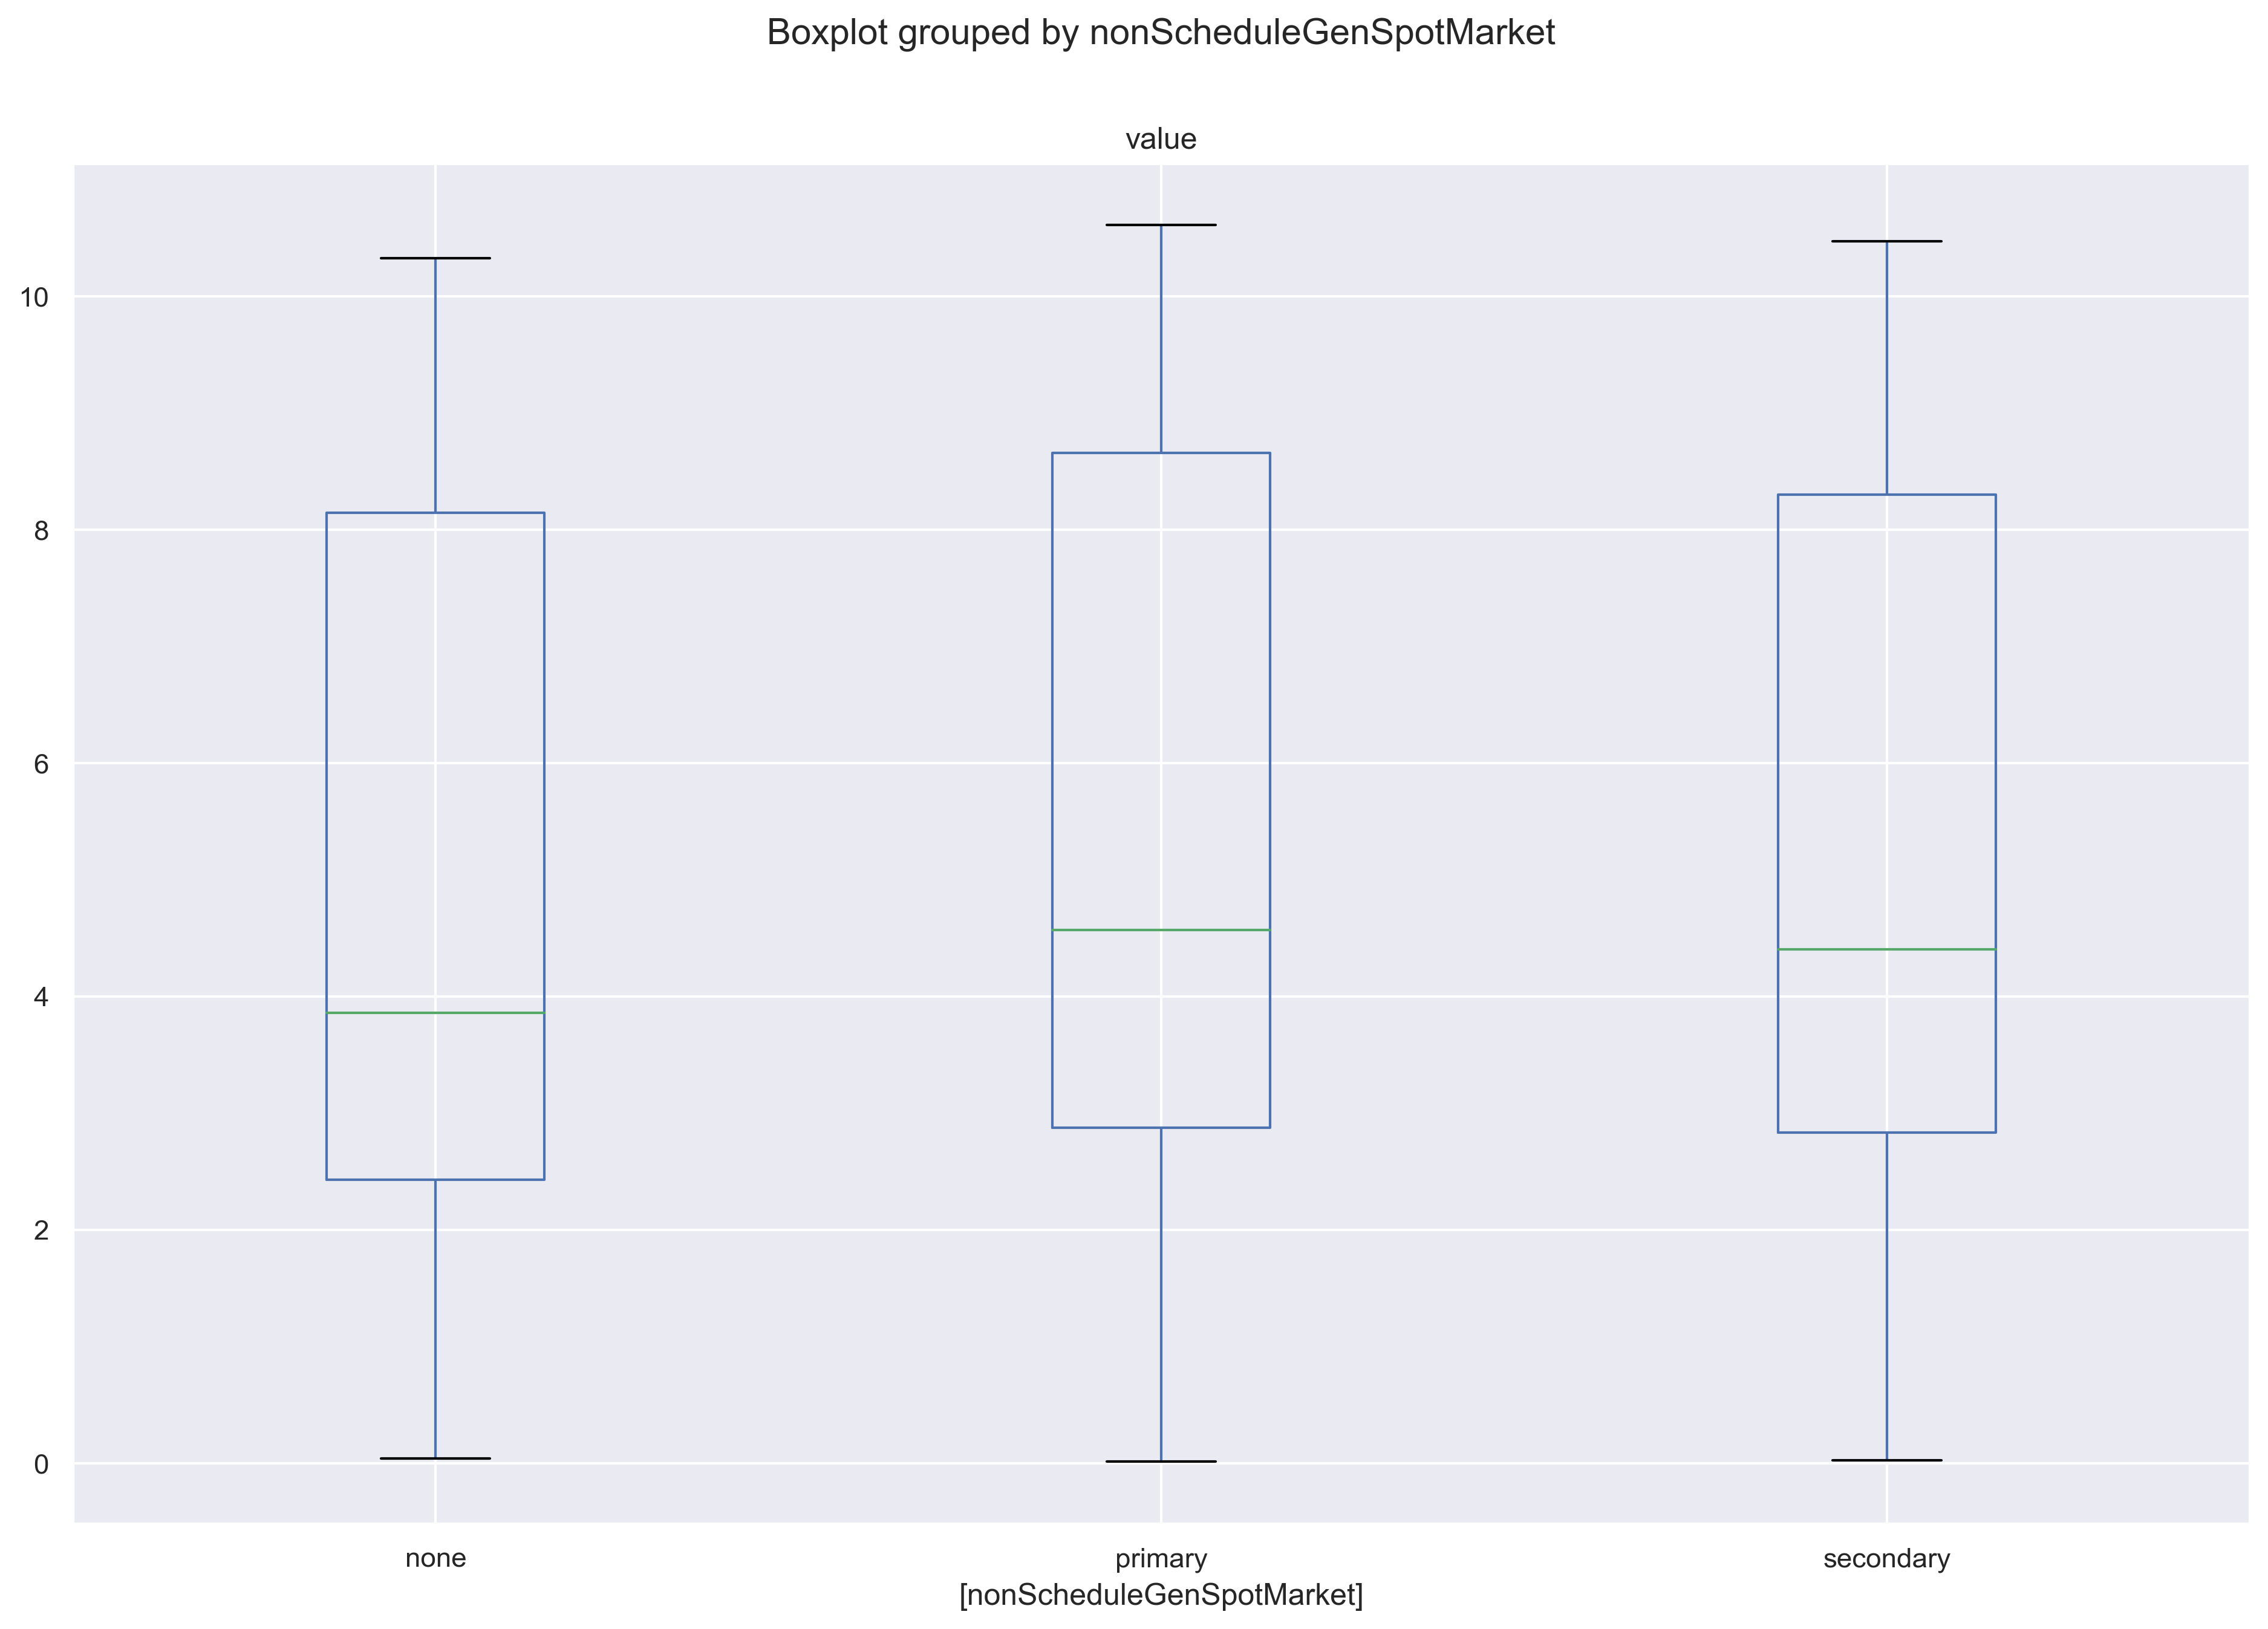 Boxplot grouped by nonScheduleGenSpotMarket
value
10
8
6
4
2
0
none primary secondary
[nonScheduleGenSpotMarket]